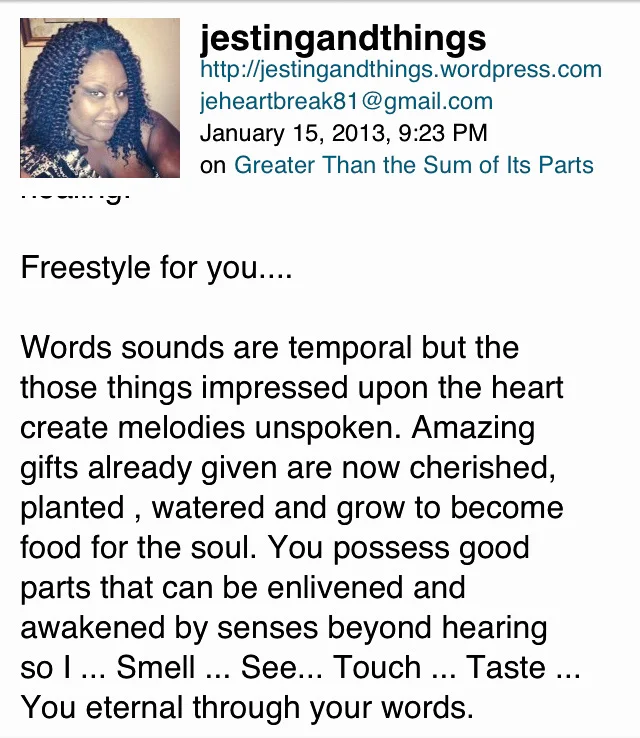 jestingandthings
http://jestingandthings.wordpress.com
jeheartbreak81@gmail.com
January 15, 2013, 9:23 PM
on Greater Than the Sum of Its Parts
Freestyle for you....
Words sounds are temporal but the
those things impressed upon the heart
create melodies unspoken. Amazing
gifts already given are now cherished,
planted , watered and grow to become
food for the soul. You possess good
parts that can be enlivened and
awakened by senses beyond hearing
so I ... Smell ... See... Touch ... Taste ...
You eternal through your words.